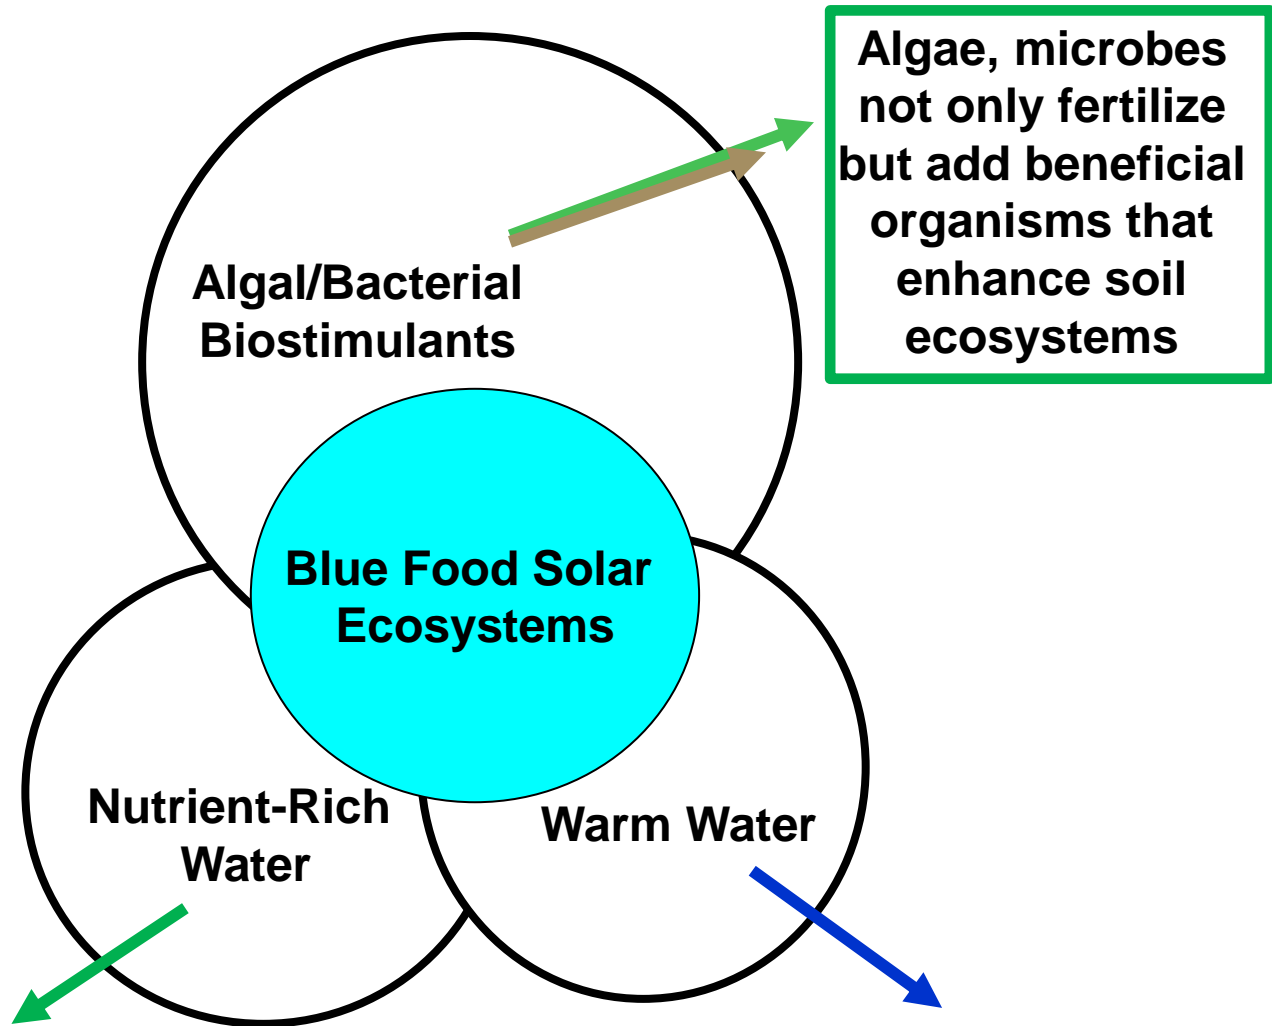 Algae, microbes
not only fertilize
but add beneficial
organisms that
enhance soil
ecosystems
Algal/Bacterial
Biostimulants
Blue Food Solar
Ecosystems
Nutrient-Rich
Water
Warm Water